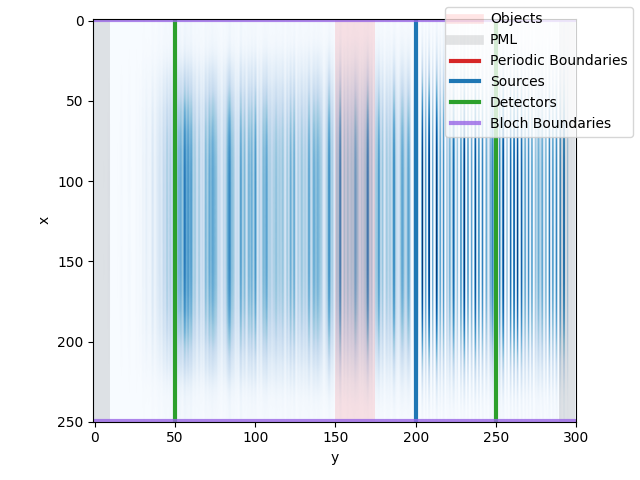 Objects
PML
Periodic Boundaries
Sources
Detectors
Bloch Boundaries
0
50
100
150
200
250
x
0
50
100
150
200
250
300
y